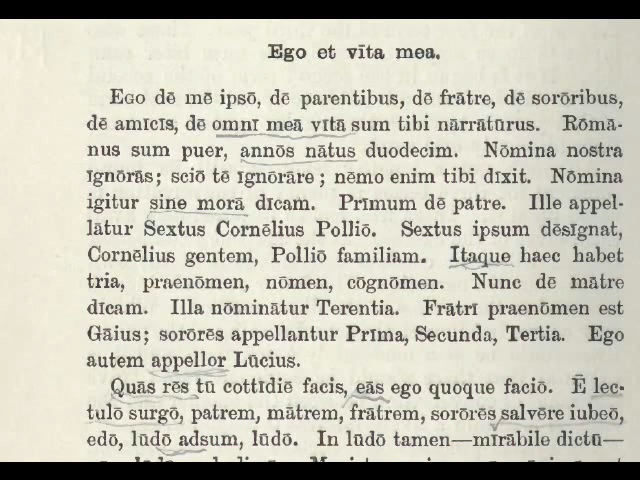 Ego et vīta mea.
Ego dē mē ipsō, dē parentibus, dē frātre, dē sorōribus,
dē amīcīs, dē omnī meā vītā sum tibi nārrātūrus. Rōmā-
nus sum puer, annōs nātus duodecim. Nōmina nostra
ignōrās; sciō tē ignōrāre; nēmo enim tibi dīxit. Nōmina
igitur sine morā dīcam. Prīmum dē patre. Ille appel-
lātur Sextus Cornēlius Polliō. Sextus ipsum dēsignat,
Cornēlius gentem, Polliō familiam. Itaque haec habet
tria, praenōmen, nōmen, cōgnōmen. Nunc dē mātre
dīcam. Illa nōminātur Terentia. Frātrī praenōmen est
Gāius; sorōrēs appellantur Prīma, Secunda, Tertia. Ego
autem appellor Lūcius.
Quās rēs tū cottīdiē facis, eās ego quoque faciō. Ē lec-
tulō surgō, patrem, mātrem, frātrem, sorōrēs salvēre iubeō,
edō, lūdō adsum, lūdō. In lūdō tamen—mīrābile dictū—